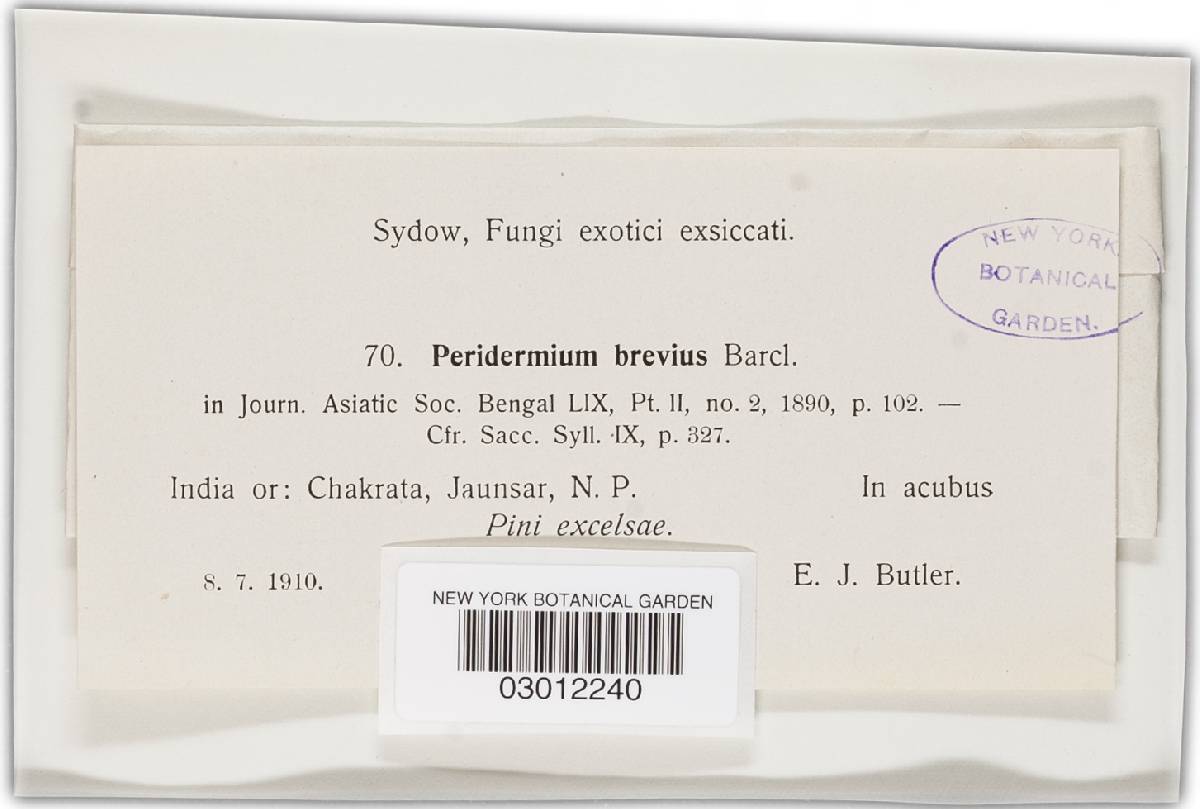 Sydow, Fungi exotici exsiccati.
NEW YORK
BOTANICAL
GARDEN.
70. Peridermium brevius Barcl.
in Journ. Asiatic Soc. Bengal LIX, Pt. II, no. 2, 1890, p. 102. —
Cfr. Sacc. Syll. IX, p. 327.
India or: Chakrata, Jaunsar, N. P. In acubus
Pini excelsae.
8. 7. 1910. E. J. Butler.
NEW YORK BOTANICAL GARDEN
03012240